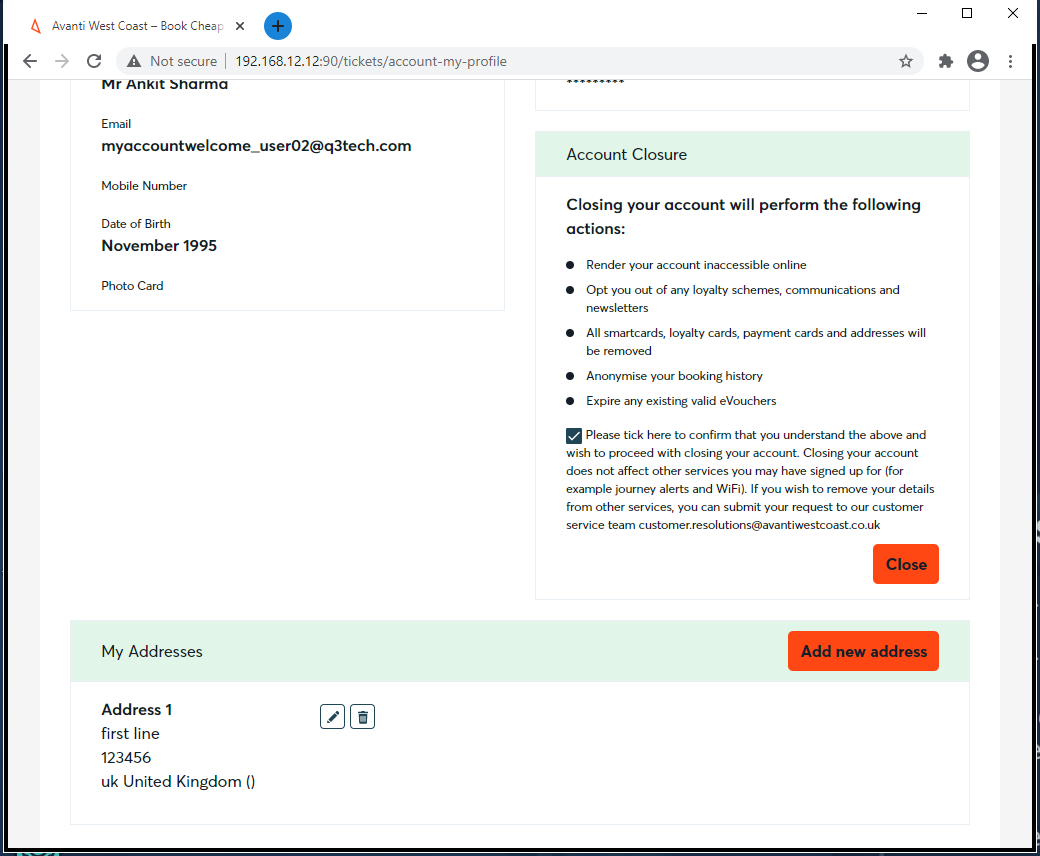 Avanti West Coast – Book Cheap
Not secure
192.168.12.12:90/tickets/account-my-profile
Mr Ankit Sharma
Email
myaccountwelcome_user02@q3tech.com
Mobile Number
Date of Birth
November 1995
Photo Card
*********
Account Closure
Closing your account will perform the following
actions:
Render your account inaccessible online
Opt you out of any loyalty schemes, communications and
newsletters
All smartcards, loyalty cards, payment cards and addresses will
be removed
Anonymise your booking history
Expire any existing valid eVouchers
Please tick here to confirm that you understand the above and
wish to proceed with closing your account. Closing your account
does not affect other services you may have signed up for (for
example journey alerts and WiFi). If you wish to remove your details
from other services, you can submit your request to our customer
service team customer.resolutions@avantiwestcoast.co.uk
Close
My Addresses
Add new address
Address 1
first line
123456
uk United Kingdom ()